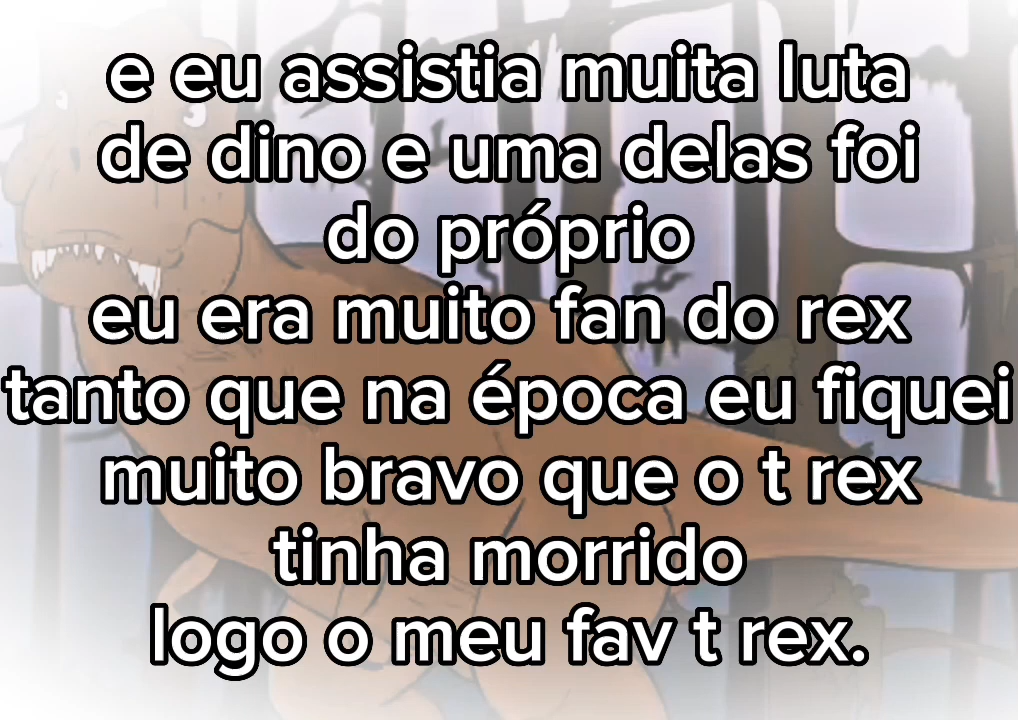 e eu assistia muita luta
de dino e uma delas foi
do próprio
eu era muito fan do rex
tanto que na época eu fiquei
muito bravo que o t rex
tinha morrido
logo o meu fav t rex.